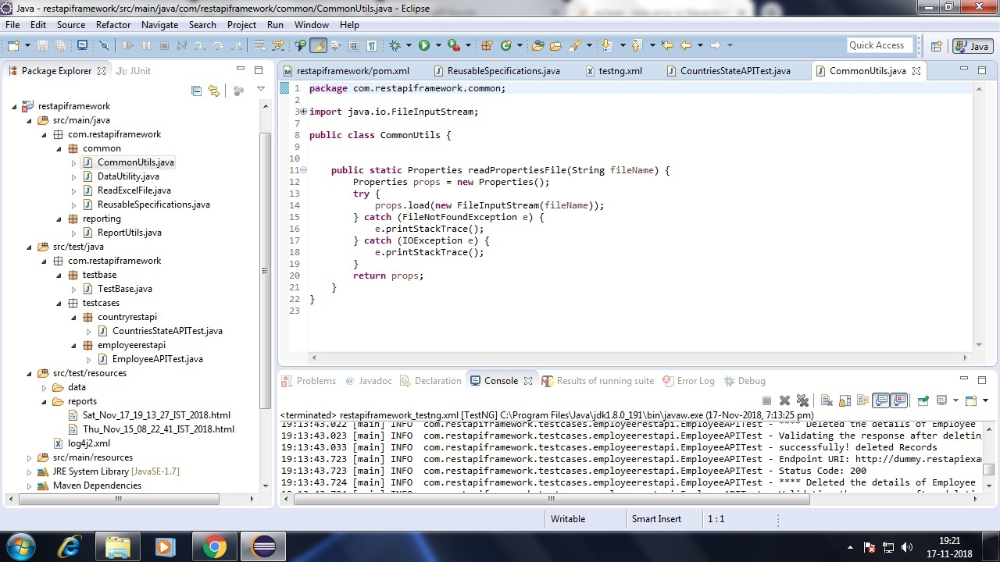 Java - restapiframework/src/main/java/com/restapiframework/common/CommonUtils.java - Eclipse
File Edit Source Refactor Navigate Search Project Run Window Help
Quick Access
Java
Package Explorer
JUnit
restapiframework
src/main/java
com.restapiframework
common
CommonUtils.java
DataUtility.java
ReadExcelFile.java
ReusableSpecifications.java
reporting
ReportUtils.java
src/test/java
com.restapiframework
testbase
TestBase.java
testcases
countryrestapi
CountriesStateAPITest.java
employeerestapi
EmployeeAPITest.java
src/test/resources
data
reports
Sat_Nov_17_19_13_27_IST_2018.html
Thu_Nov_15_08_22_41_IST_2018.html
log4j2.xml
src/main/resources
JRE System Library [JavaSE-1.7]
Maven Dependencies
restapiframework/pom.xml ReusableSpecifications.java testng.xml CountriesStateAPITest.java CommonUtils.java
1 package com.restapiframework.common;
2
3 import java.io.FileInputStream;
7
8 public class CommonUtils {
9
10
11 public static Properties readPropertiesFile(String fileName) {
12 Properties props = new Properties();
13 try {
14 props.load(new FileInputStream(fileName));
15 } catch (FileNotFoundException e) {
16 e.printStackTrace();
17 } catch (IOException e) {
18 e.printStackTrace();
19 }
20 return props;
21 }
22 }
23
Problems @ Javadoc Declaration Console Results of running suite Error Log Debug
<terminated> restapiframework_testng.xml [TestNG] C:\Program Files\Java\jdk1.8.0_191\bin\javaw.exe (17-Nov-2018, 7:13:25 pm)
19:13:43.022 [main] INFO com.restapiframework.testcases.employeerestapi.EmployeeAPITest - **** Deleted the details of Employee
19:13:43.023 [main] INFO com.restapiframework.testcases.employeerestapi.EmployeeAPITest - Validating the response after deletin
19:13:43.033 [main] INFO com.restapiframework.testcases.employeerestapi.EmployeeAPITest - successfully! deleted Records
19:13:43.723 [main] INFO com.restapiframework.testcases.employeerestapi.EmployeeAPITest - Endpoint URI: http://dummy.restapiexa
19:13:43.723 [main] INFO com.restapiframework.testcases.employeerestapi.EmployeeAPITest - Status Code: 200
19:13:43.724 [main] INFO com.restapiframework.testcases.employeerestapi.EmployeeAPITest - **** Deleted the details of Employee
Writable Smart Insert 1 : 1
19:21
17-11-2018